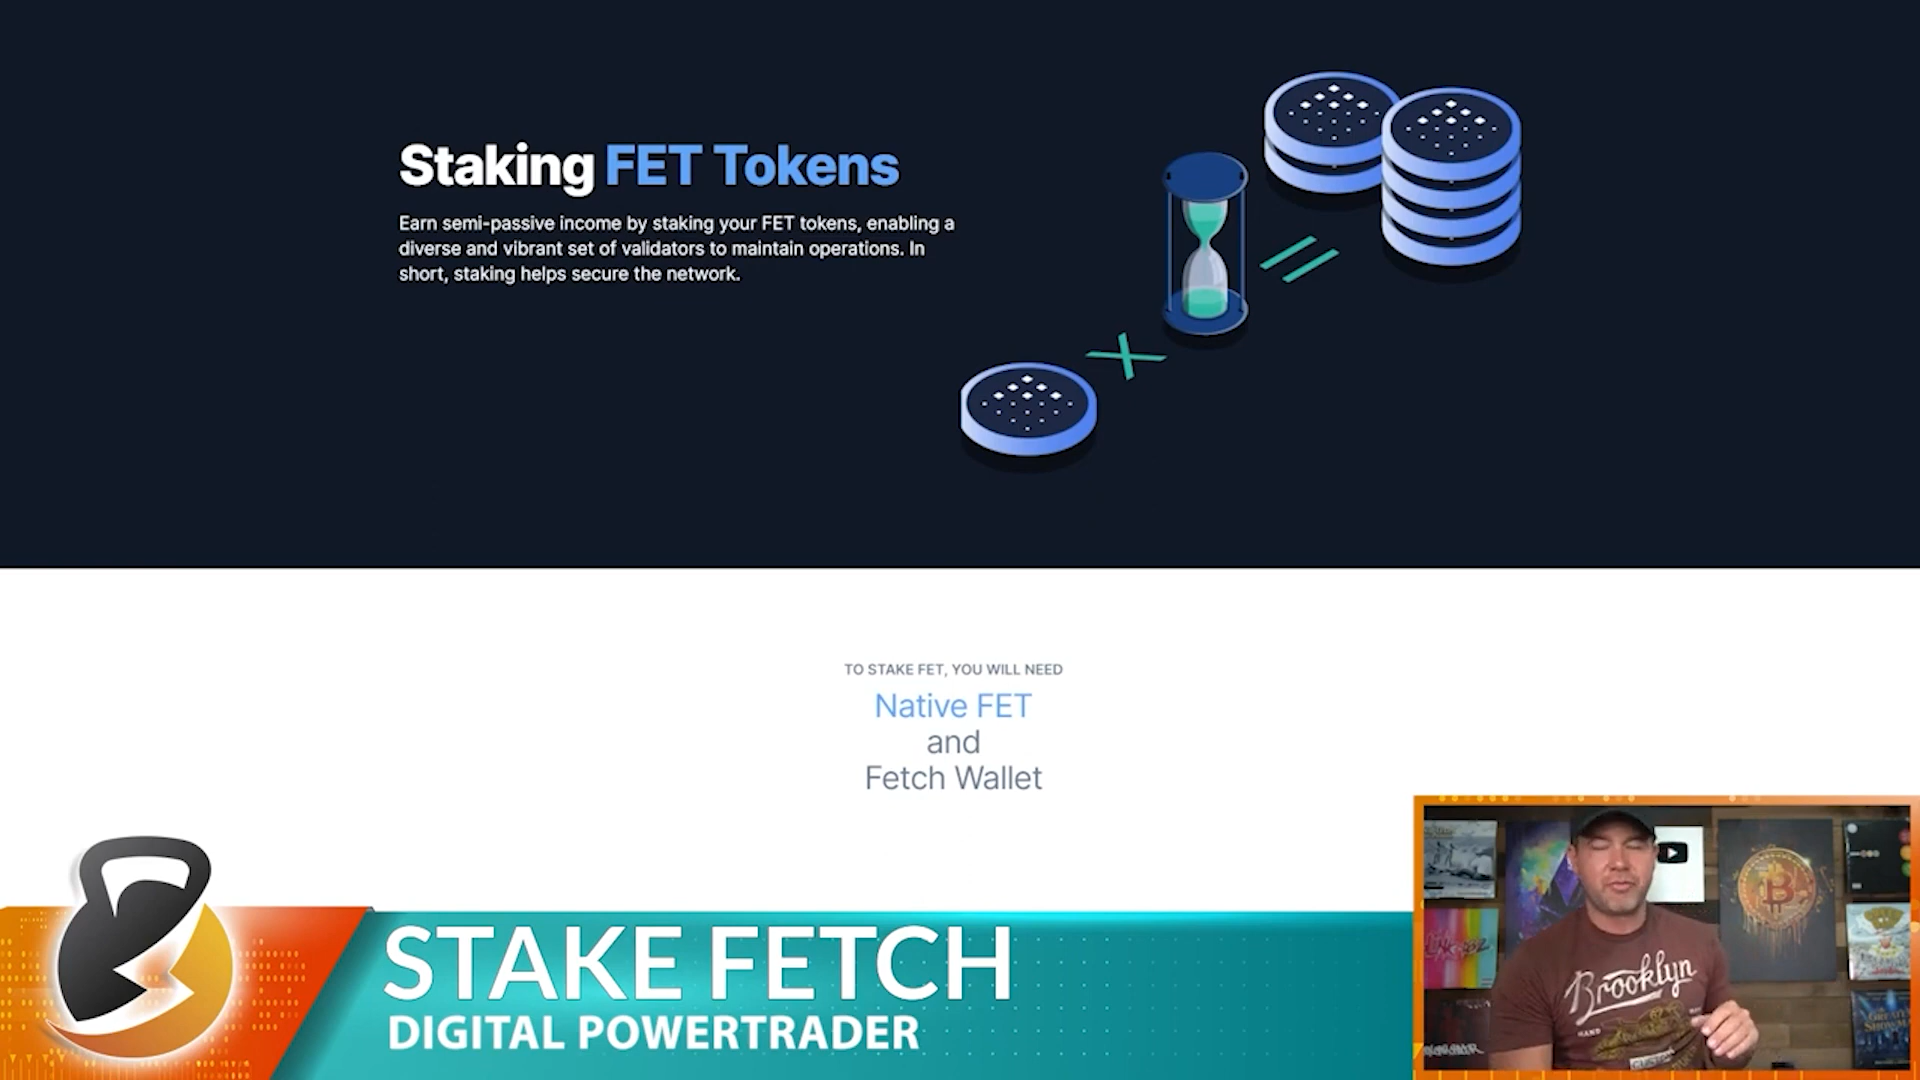 Staking FET Tokens
Earn semi-passive income by staking your FET tokens, enabling a
diverse and vibrant set of validators to maintain operations. In
short, staking helps secure the network.
TO STAKE FET, YOU WILL NEED
Native FET
and
Fetch Wallet
STAKE FETCH
DIGITAL POWERTRADER
Brooklyn
HAND